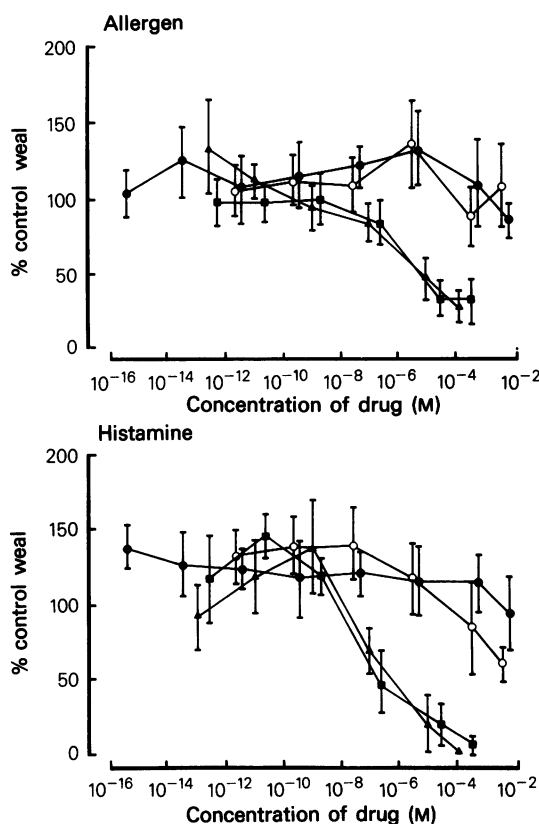 Allergen
200
150
100
50
0
% control weal
10⁻¹⁶ 10⁻¹⁴ 10⁻¹² 10⁻¹⁰ 10⁻⁸ 10⁻⁶ 10⁻⁴ 10⁻²
Concentration of drug (M)
Histamine
200
150
100
50
0
% control weal
10⁻¹⁶ 10⁻¹⁴ 10⁻¹² 10⁻¹⁰ 10⁻⁸ 10⁻⁶ 10⁻⁴ 10⁻²
Concentration of drug (M)